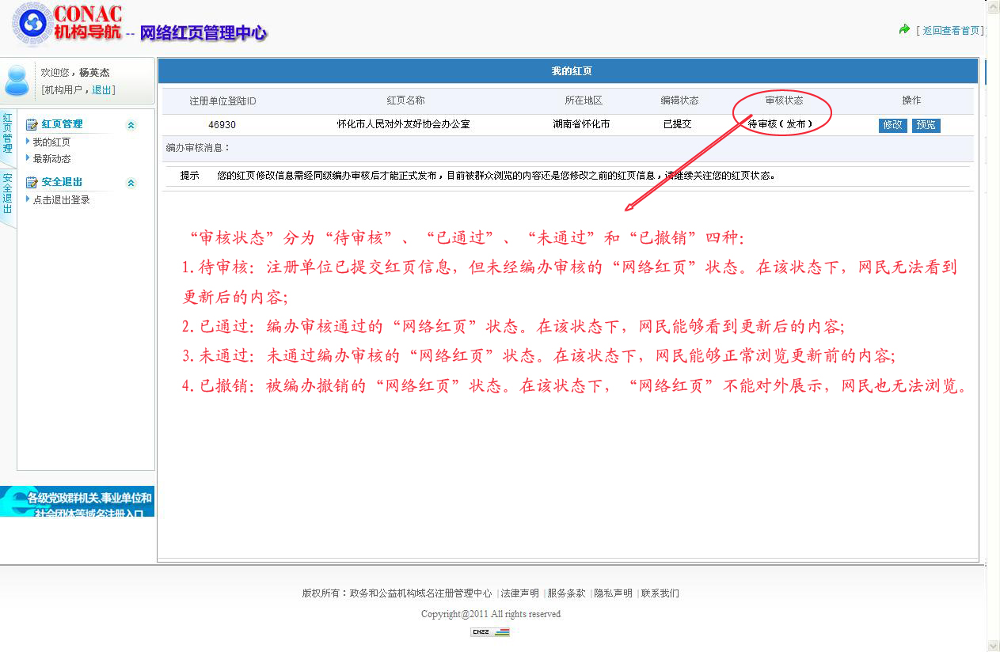 CONAC
机构导航 -- 网络红页管理中心
[ 返回查看首页]
欢迎您，杨英杰
[机构用户，退出]
红页管理
安全退出
红页管理
我的红页
最新动态
安全退出
点击退出登录
各级党政群机关、事业单位和
社会团体等域名注册入口
我的红页
注册单位登陆ID 红页名称 所在地区 编辑状态 审核状态 操作
46930 怀化市人民对外友好协会办公室 湖南省怀化市 已提交 待审核（发布） 修改 预览
编办审核消息：
提示 您的红页修改信息需经同级编办审核后才能正式发布，目前被群众浏览的内容还是您修改之前的红页信息，请继续关注您的红页状态。
“审核状态”分为“待审核”、“已通过”、“未通过”和“已撤销”四种：
1. 待审核：注册单位已提交红页信息，但未经编办审核的“网络红页”状态。在该状态下，网民无法看到
更新后的内容；
2. 已通过：编办审核通过的“网络红页”状态。在该状态下，网民能够看到更新后的内容；
3. 未通过：未通过编办审核的“网络红页”状态。在该状态下，网民能够正常浏览更新前的内容；
4. 已撤销：被编办撤销的“网络红页”状态。在该状态下，“网络红页”不能对外展示，网民也无法浏览。
版权所有：政务和公益机构域名注册管理中心 |法律声明 |服务条款 |隐私声明 |联系我们
Copyright@2011 All rights reserved
CNZZ